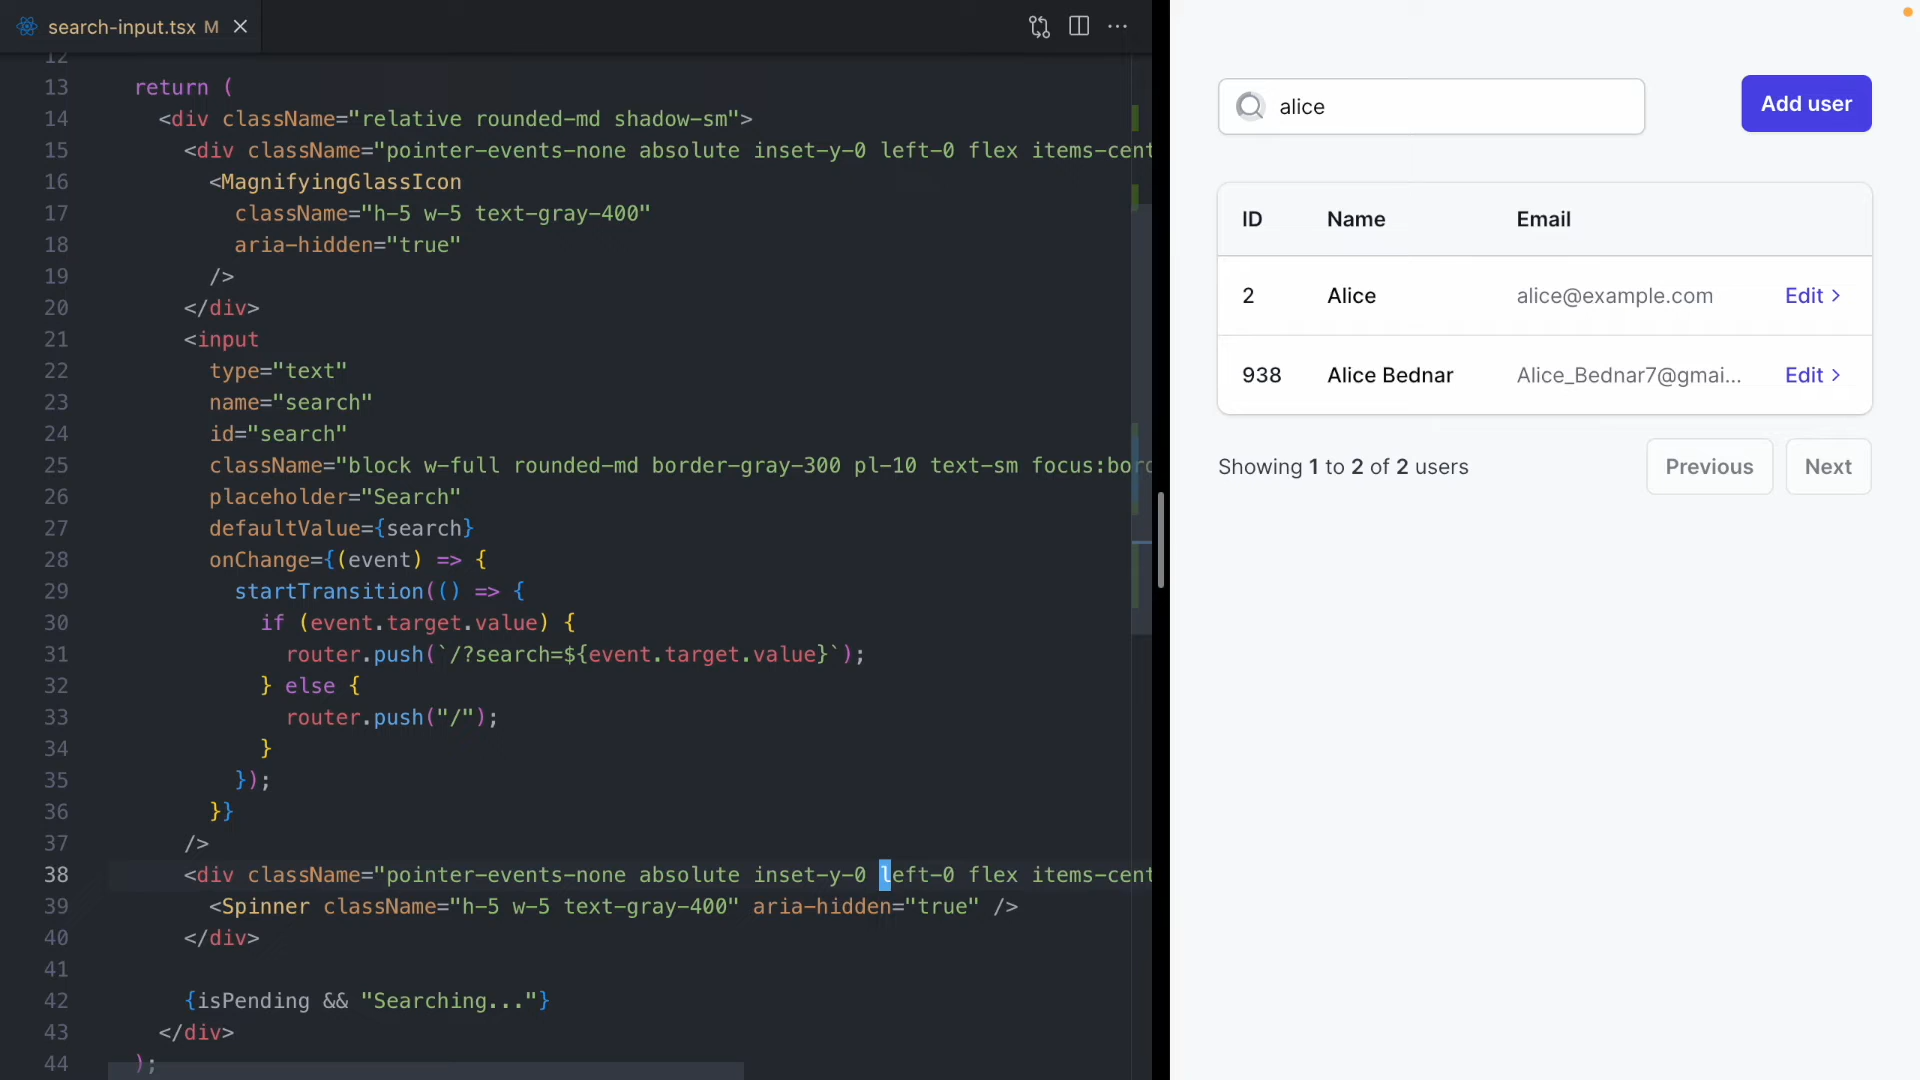 search-input.tsx M
12
13 return (
14 <div className="relative rounded-md shadow-sm">
15 <div className="pointer-events-none absolute inset-y-0 left-0 flex items-cent
16 <MagnifyingGlassIcon
17 className="h-5 w-5 text-gray-400"
18 aria-hidden="true"
19 />
20 </div>
21 <input
22 type="text"
23 name="search"
24 id="search"
25 className="block w-full rounded-md border-gray-300 pl-10 text-sm focus:bord
26 placeholder="Search"
27 defaultValue={search}
28 onChange={(event) => {
29 startTransition(() => {
30 if (event.target.value) {
31 router.push(`/?search=${event.target.value}`);
32 } else {
33 router.push("/");
34 }
35 });
36 }}
37 />
38 <div className="pointer-events-none absolute inset-y-0 left-0 flex items-cent
39 <Spinner className="h-5 w-5 text-gray-400" aria-hidden="true" />
40 </div>
41
42 {isPending && "Searching..."}
43 </div>
44 );
alice
Add user
ID Name Email
2 Alice alice@example.com Edit
938 Alice Bednar Alice_Bednar7@gmai... Edit
Showing 1 to 2 of 2 users
Previous Next